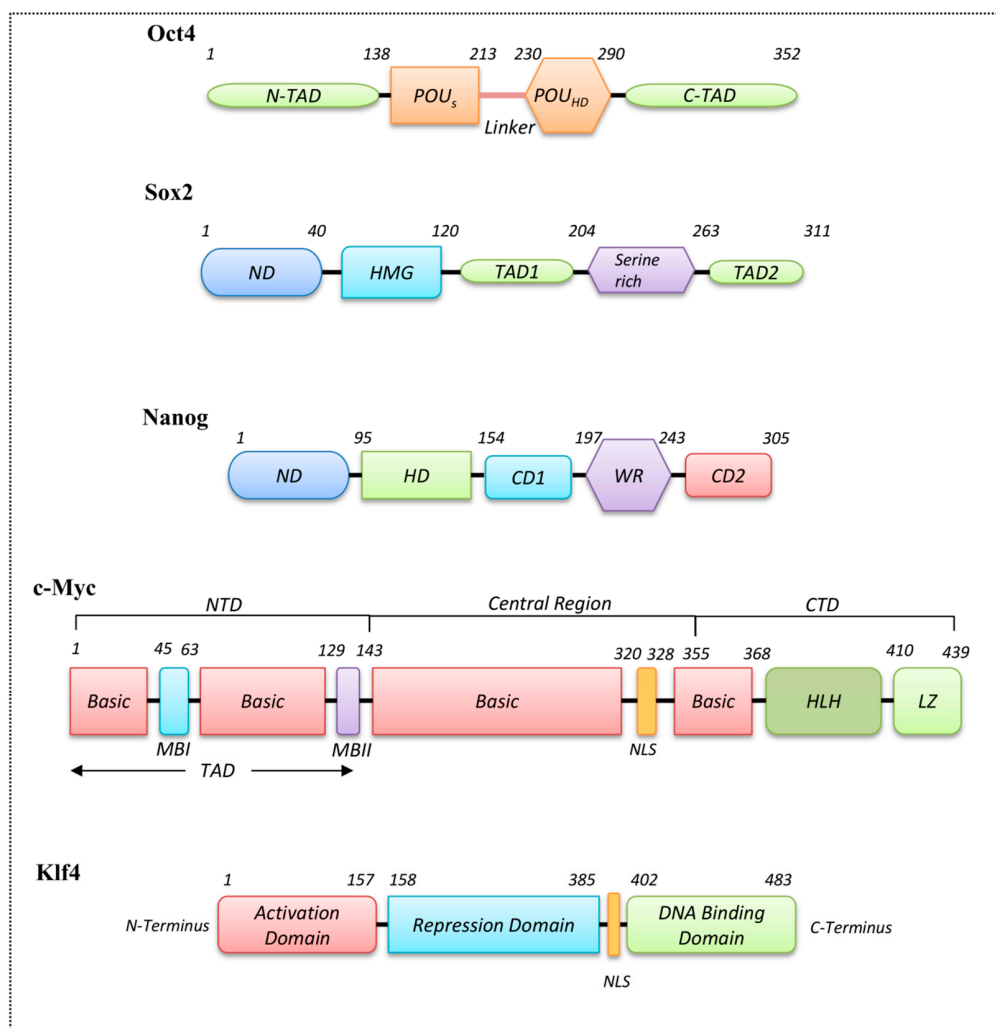 Oct4
1 138 213 230 290 352
N-TAD POUs POUHD C-TAD
Linker
Sox2
1 40 120 204 263 311
ND HMG TAD1 Serine rich TAD2
Nanog
1 95 154 197 243 305
ND HD CD1 WR CD2
c-Myc
NTD Central Region CTD
1 45 63 129 143 320 328 355 368 410 439
Basic Basic Basic Basic HLH LZ
MBI MBII NLS
TAD
Klf4
1 157 158 385 402 483
N-Terminus Activation Domain Repression Domain DNA Binding Domain C-Terminus
NLS